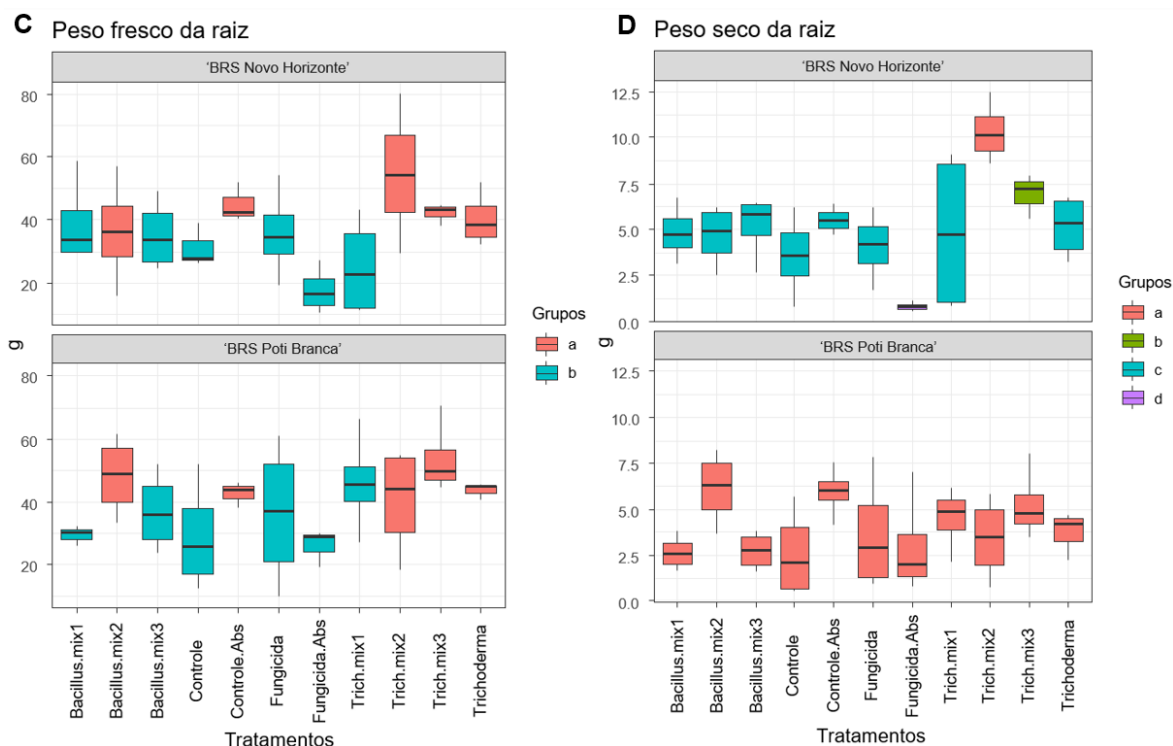 C Peso fresco da raiz
‘BRS Novo Horizonte’
80
60
40
20
g
‘BRS Poti Branca’
80
60
40
20
Bacillus.mix1
Bacillus.mix2
Bacillus.mix3
Controle
Controle.Abs
Fungicida
Fungicida.Abs
Trich.mix1
Trich.mix2
Trich.mix3
Trichoderma
Tratamentos
Grupos
a
b
D Peso seco da raiz
‘BRS Novo Horizonte’
12.5
10.0
7.5
5.0
2.5
0.0
g
‘BRS Poti Branca’
12.5
10.0
7.5
5.0
2.5
0.0
Bacillus.mix1
Bacillus.mix2
Bacillus.mix3
Controle
Controle.Abs
Fungicida
Fungicida.Abs
Trich.mix1
Trich.mix2
Trich.mix3
Trichoderma
Tratamentos
Grupos
a
b
c
d